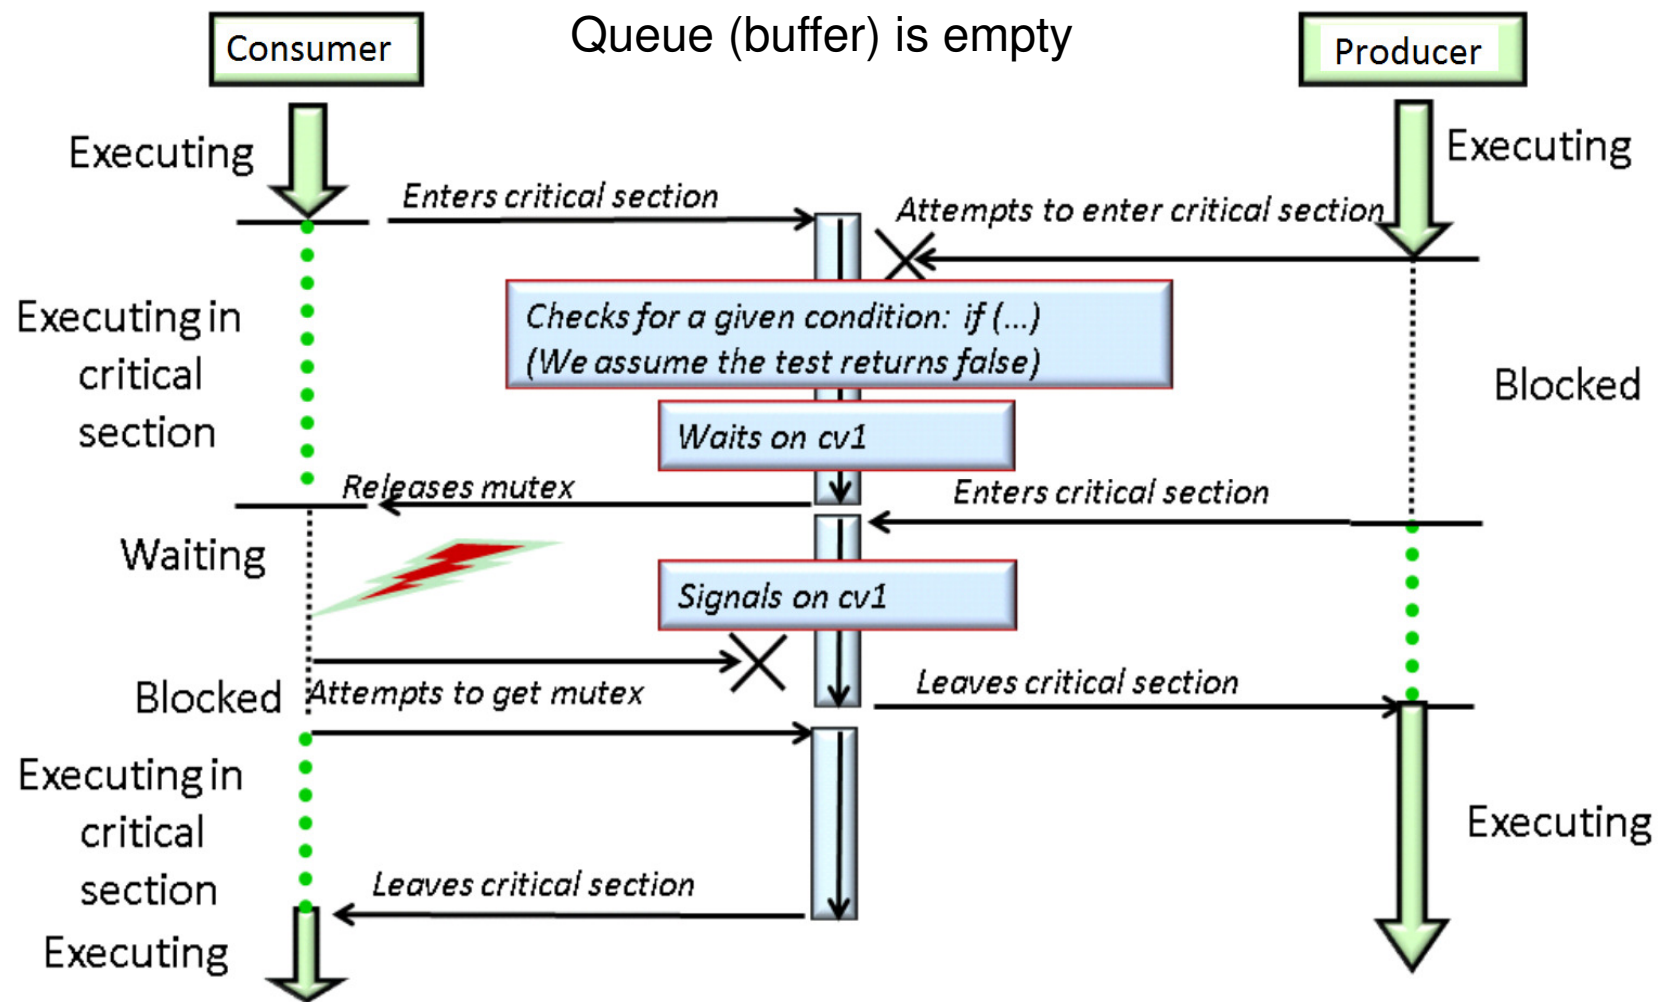 Queue (buffer) is empty
Consumer
Producer
Executing
Executing
Enters critical section
Attempts to enter critical section
Checks for a given condition: if (...)
(We assume the test returns false)
Executing in
critical
section
Blocked
Waits on cv1
Releases mutex
Enters critical section
Waiting
Signals on cv1
Blocked
Attempts to get mutex
Leaves critical section
Executing in
critical
section
Executing
Leaves critical section
Executing